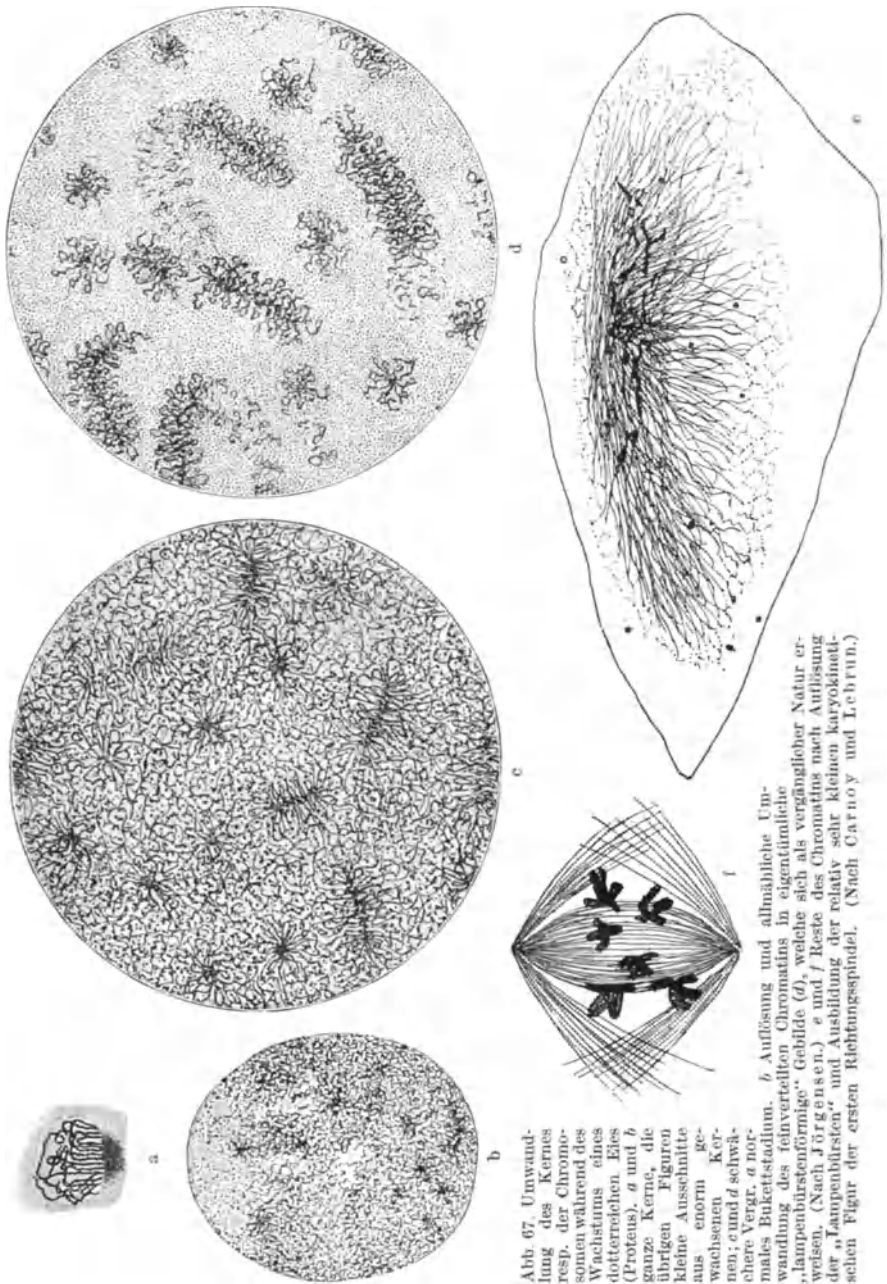 a
b
c
d
e
f
Abb. 67. Umwand-
lung des Kernes
resp. der Chromo-
somen während des
Wachstums eines
dotterreichen Eies
(Proteus). a und b
ganze Kerne, die
übrigen Figuren
kleine Ausschnitte
aus enorm ge-
wachsenen Ker-
nen; c und d schwä-
chere Vergr. a nor-
males Bukettstadium. b Auflösung und allmähliche Um-
wandlung des feinverteilten Chromatins in eigentümliche
„lampenbürstenförmige“ Gebilde (d), welche sich als vergänglicher Natur er-
weisen. (Nach Jörgensen.) e und f Reste des Chromatins nach Auflösung
der „Lampenbürsten“ und Ausbildung der relativ sehr kleinen karyokineti-
schen Figur der ersten Richtungsspindel. (Nach Carnoy und Lebrun.)